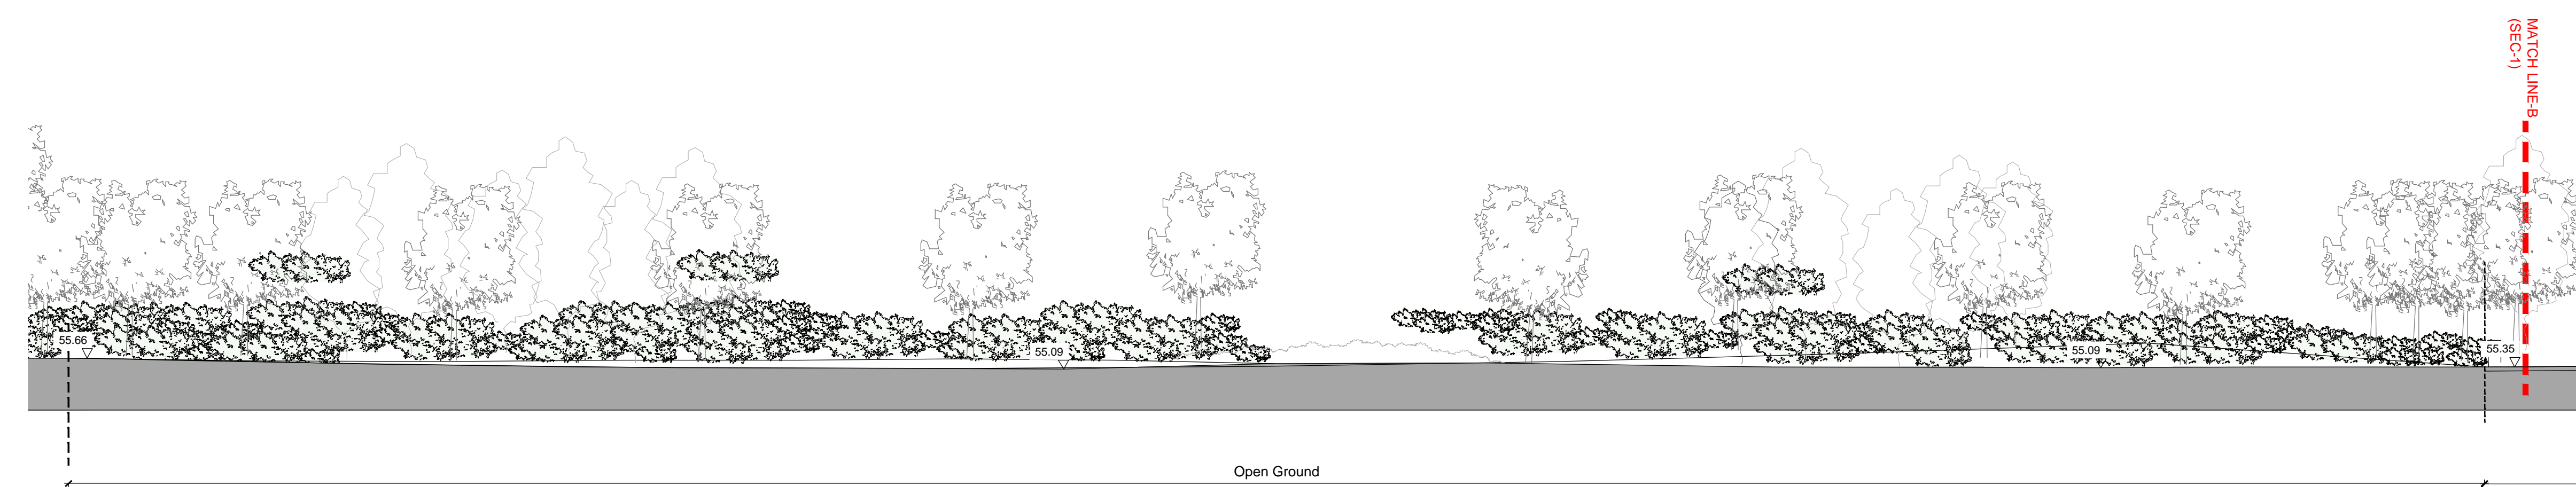 MATCH LINE-B
(SEC-1)
55.66
55.09
55.09
55.35
Open Ground